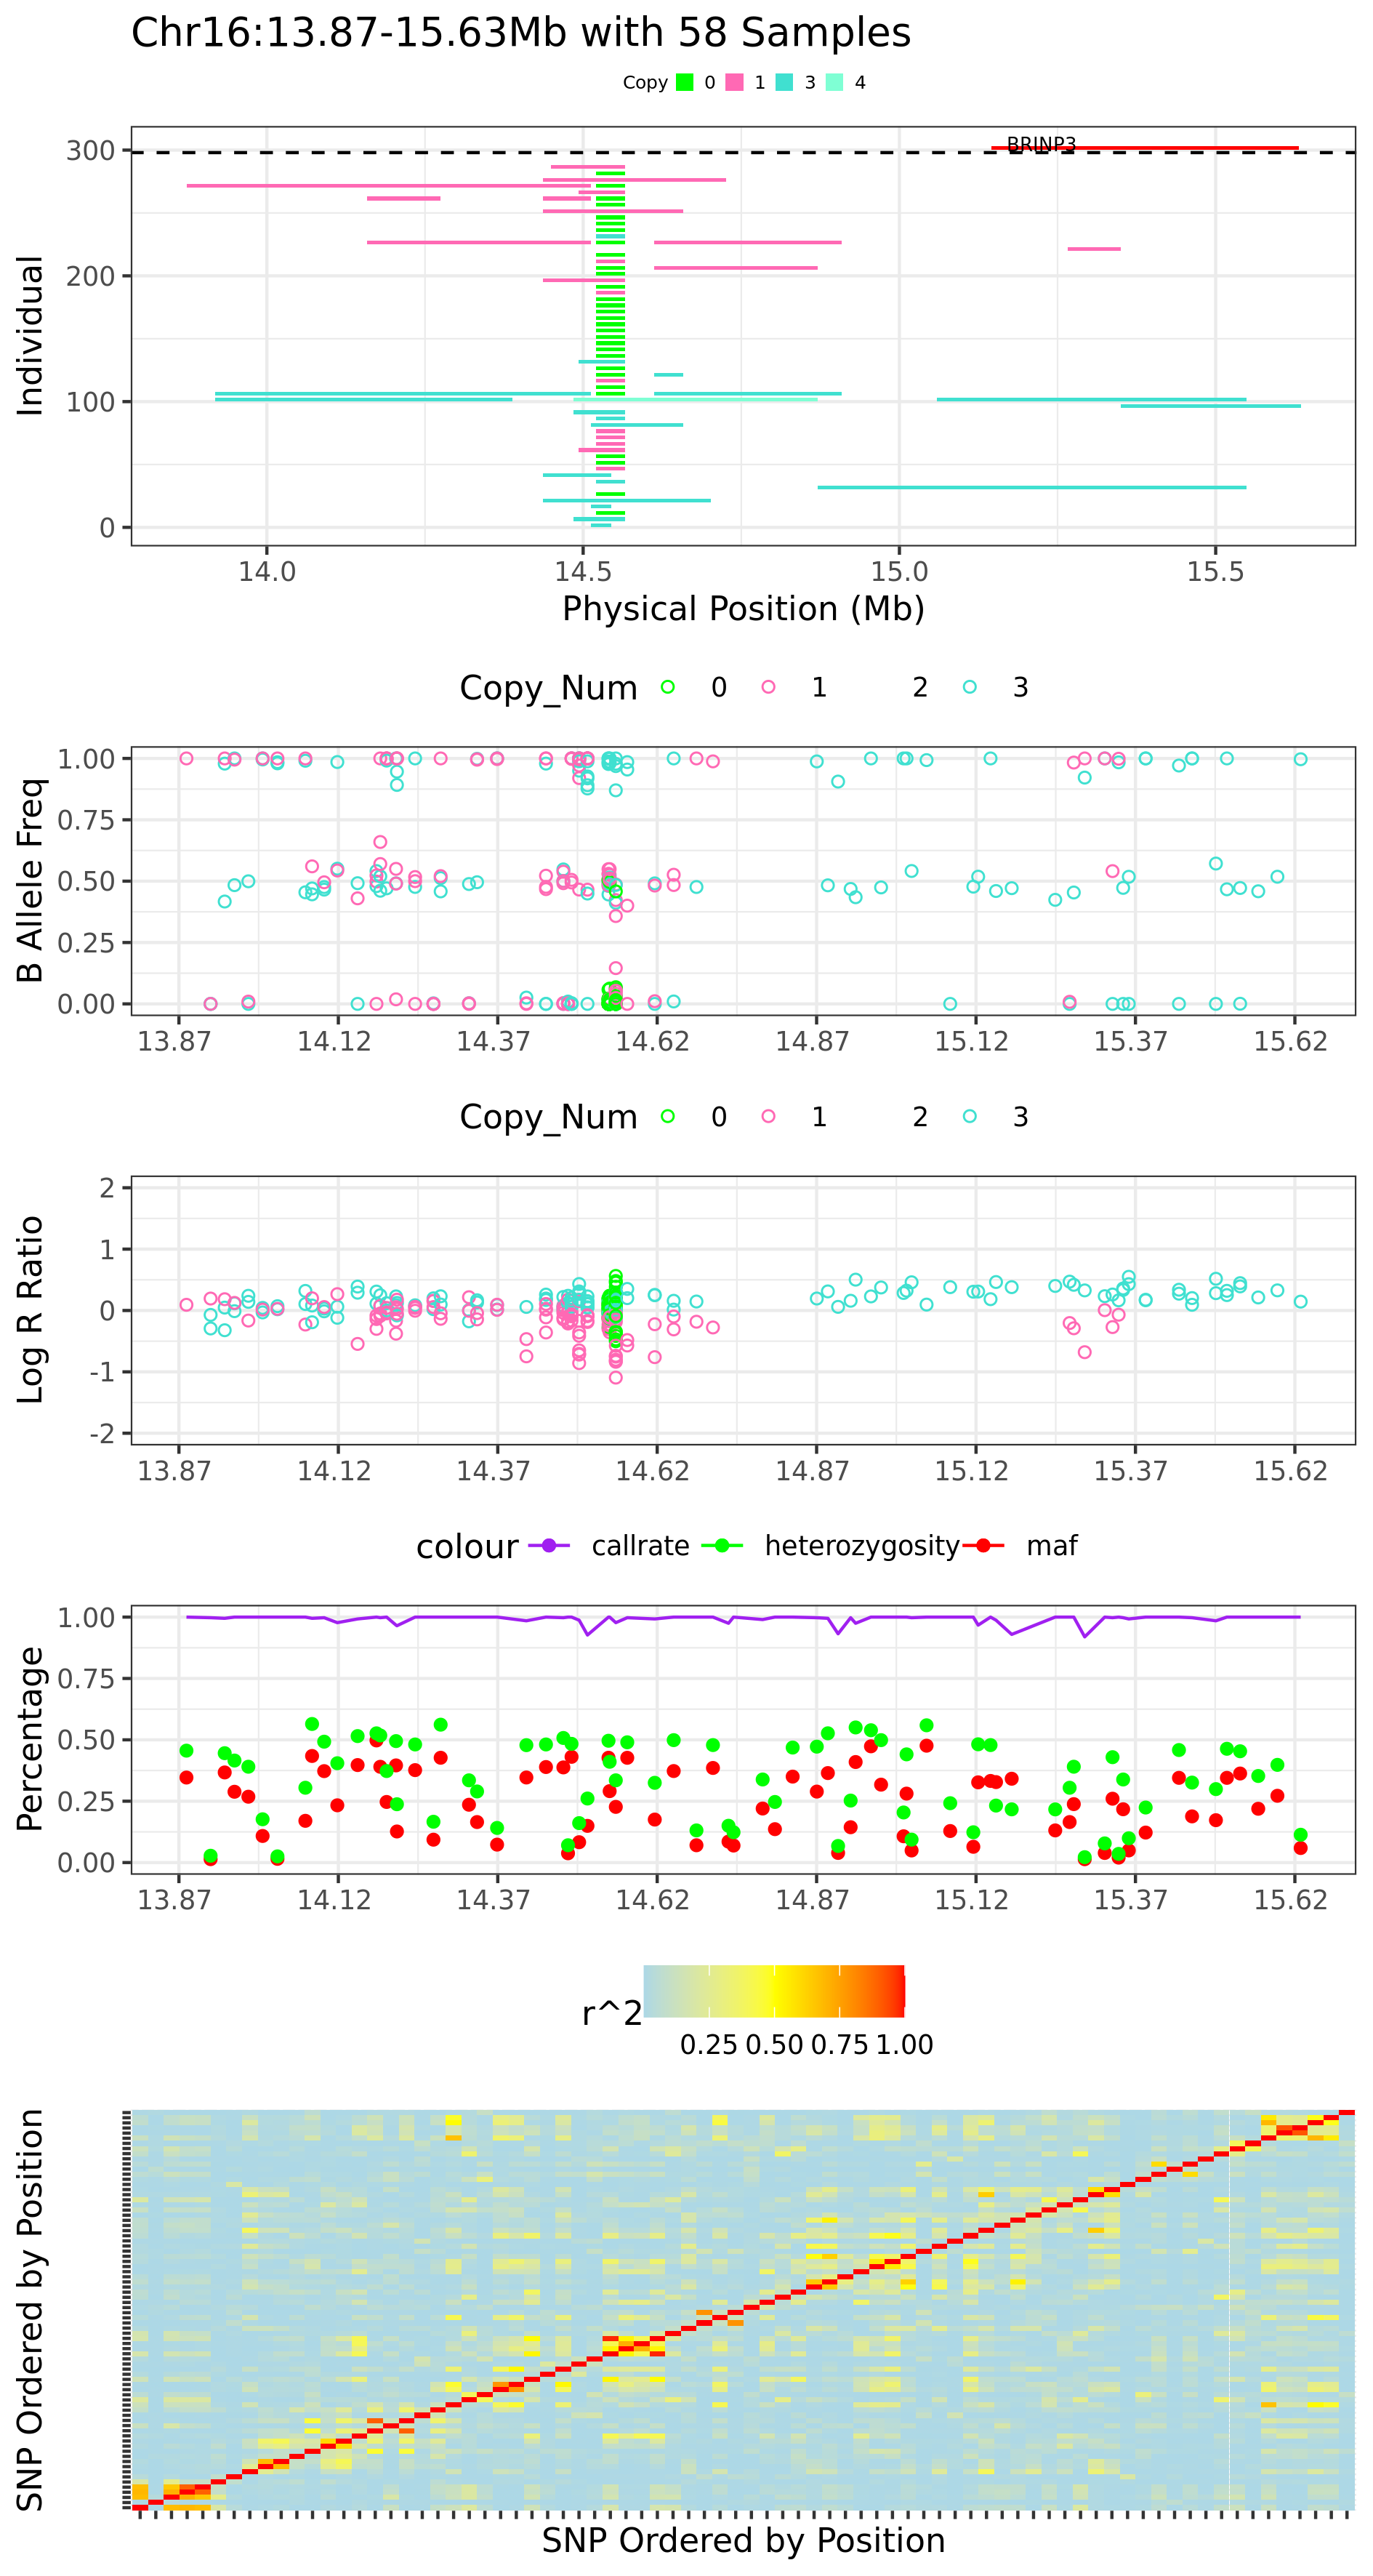 Chr16:13.87-15.63Mb with 58 Samples
Copy 0 1 3 4
BRINP3
300
200
100
0
Individual
14.0 14.5 15.0 15.5
Physical Position (Mb)
Copy_Num 0 1 2 3
1.00
0.75
0.50
0.25
0.00
B Allele Freq
13.87 14.12 14.37 14.62 14.87 15.12 15.37 15.62
Copy_Num 0 1 2 3
2
1
0
-1
-2
Log R Ratio
13.87 14.12 14.37 14.62 14.87 15.12 15.37 15.62
colour callrate heterozygosity maf
1.00
0.75
0.50
0.25
0.00
Percentage
13.87 14.12 14.37 14.62 14.87 15.12 15.37 15.62
r^2
0.25 0.50 0.75 1.00
SNP Ordered by Position
SNP Ordered by Position